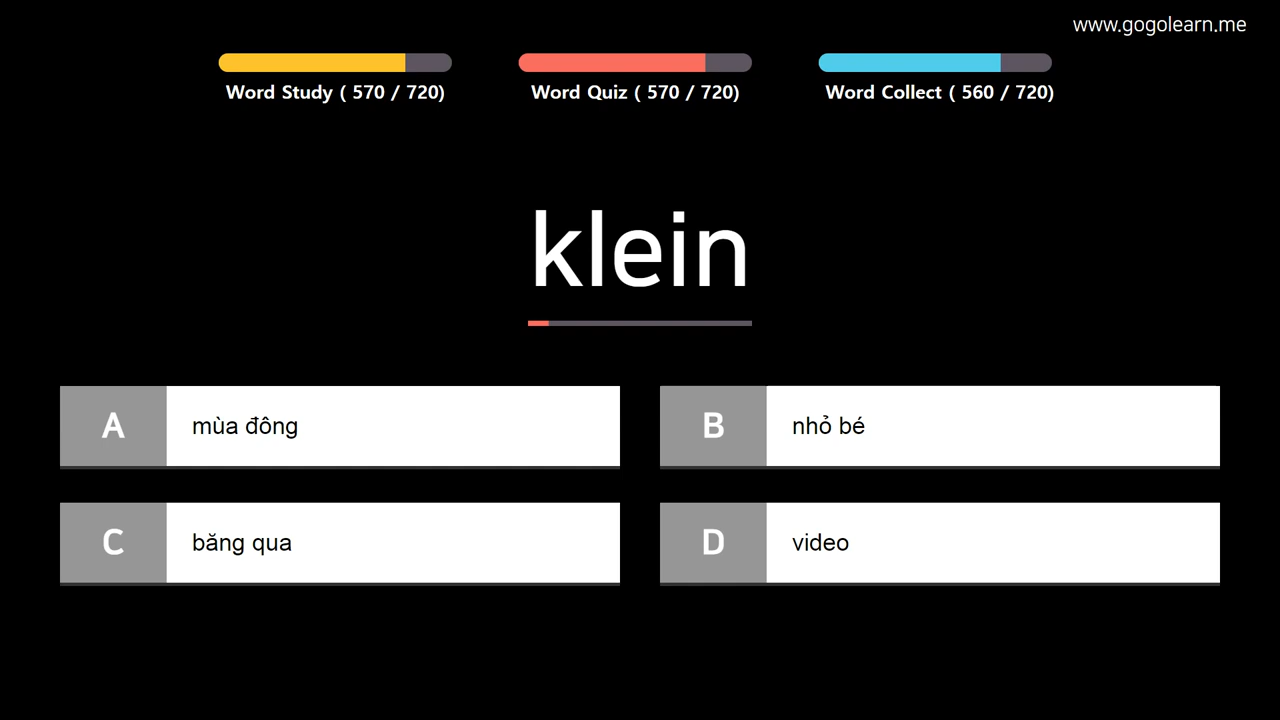 www.gogolearn.me
Word Study ( 570 / 720)
Word Quiz ( 570 / 720)
Word Collect ( 560 / 720)
klein
A
mùa đông
B
nhỏ bé
C
băng qua
D
video